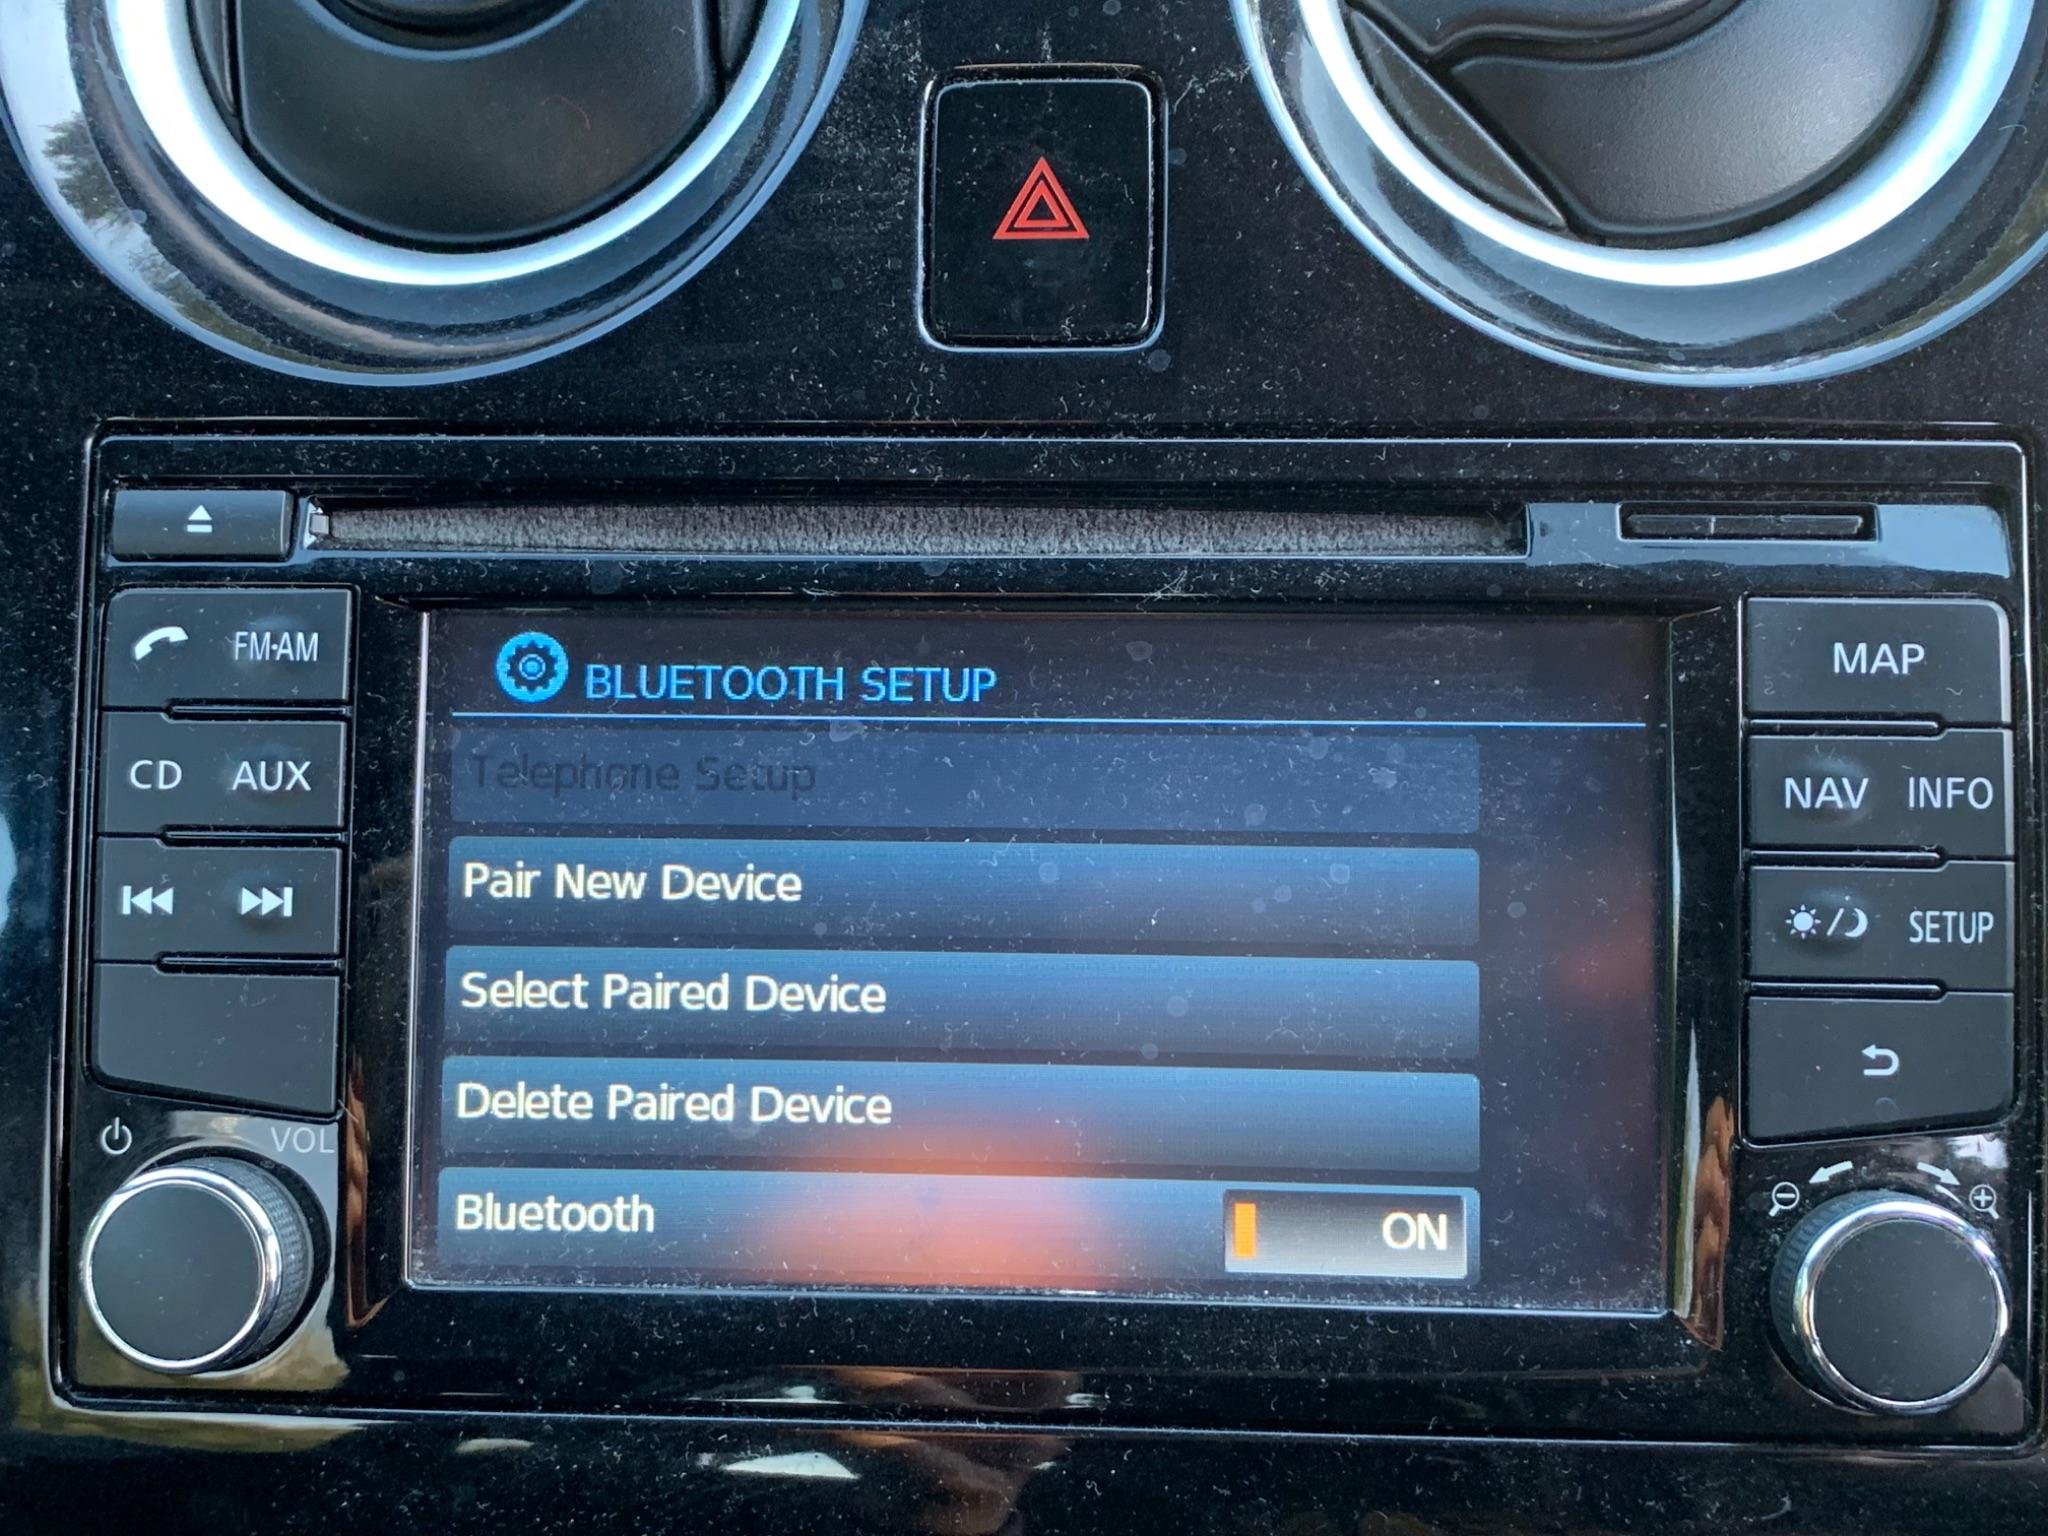 FM·AM
CD AUX
VOL
BLUETOOTH SETUP
Telephone Setup
Pair New Device
Select Paired Device
Delete Paired Device
Bluetooth ON
MAP
NAV INFO
SETUP